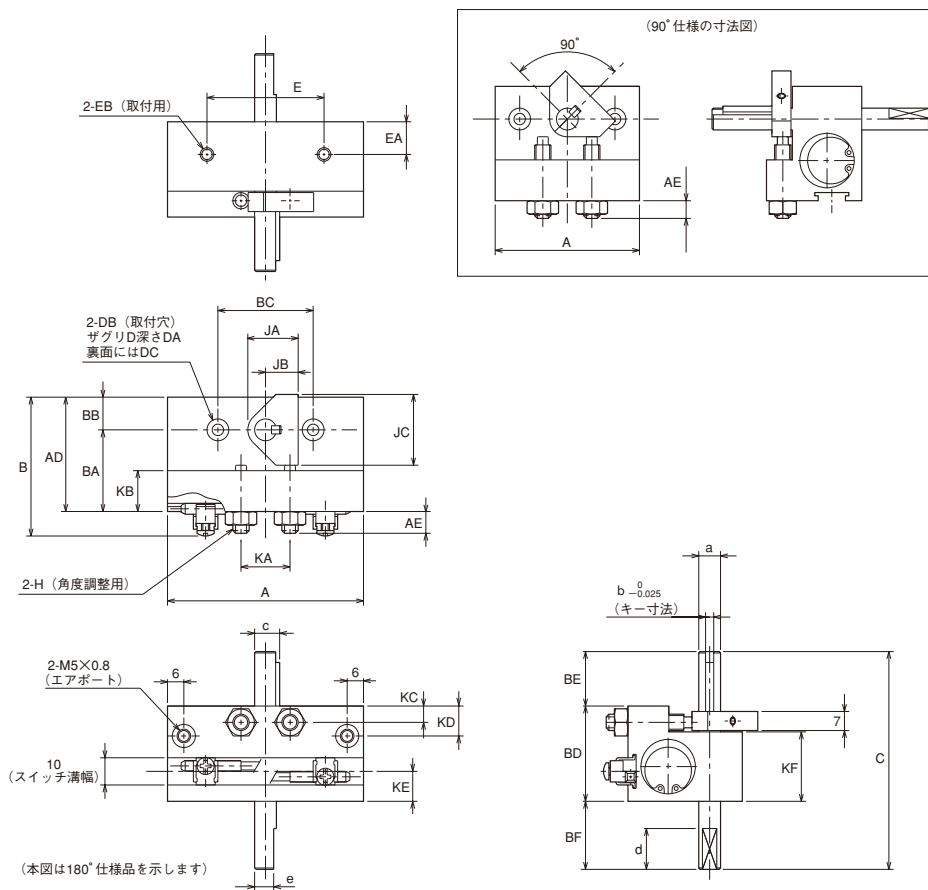 (90°仕様の寸法図)
90°
E
2-EB（取付用）
EA
AE
A
BC
2-DB（取付穴）
ザグリD深さDA
裏面にはDC
JA
JB
BB
JC
B
AD
BA
KB
AE
KA
2-H（角度調整用）
A
a
b 0
−0.025
（キー寸法）
c
2-M5×0.8
（エアポート）
6
6
KC
KD
BE
7
10
（スイッチ溝幅）
KE
BD
KF
C
BF
d
（本図は180°仕様品を示します）
e